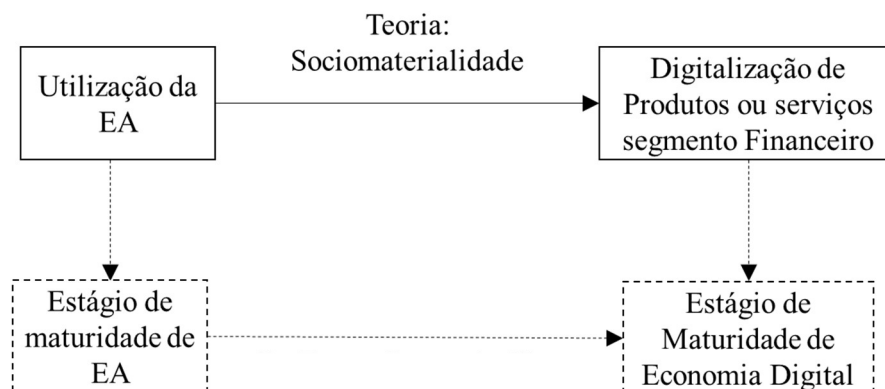 Teoria:
Sociomaterialidade
Utilização da
EA
Digitalização de
Produtos ou serviços
segmento Financeiro
Estágio de
maturidade de
EA
Estágio de
Maturidade de
Economia Digital